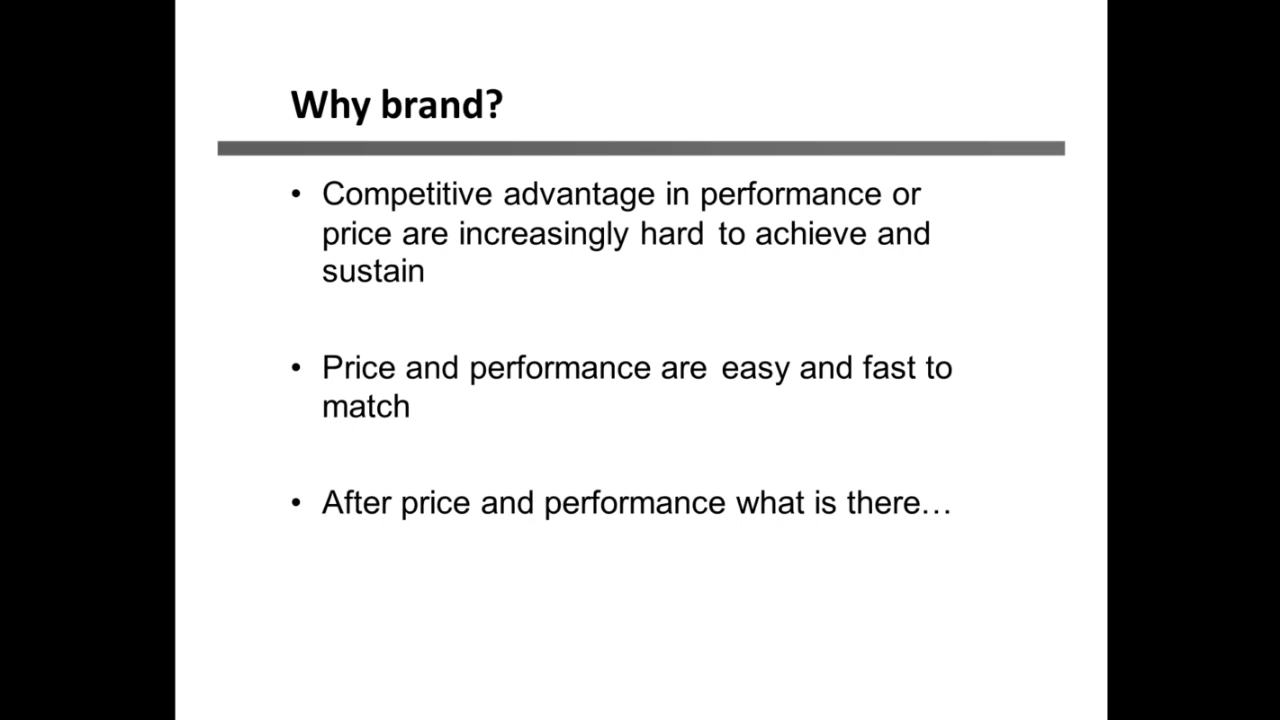 Why brand?
• Competitive advantage in performance or
price are increasingly hard to achieve and
sustain
• Price and performance are easy and fast to
match
• After price and performance what is there…